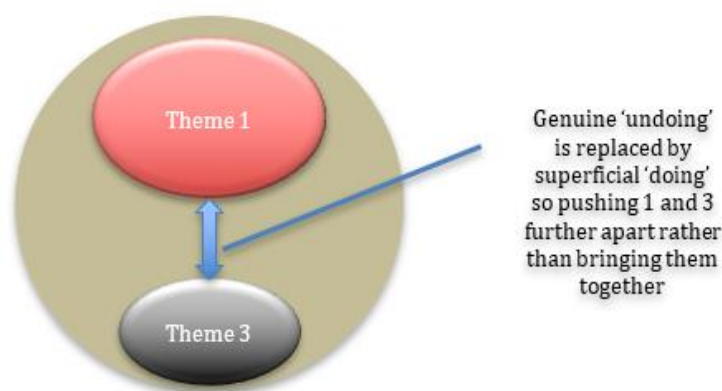 Theme 1
Genuine ‘undoing’
is replaced by
superficial ‘doing’
so pushing 1 and 3
further apart rather
than bringing them
together
Theme 3